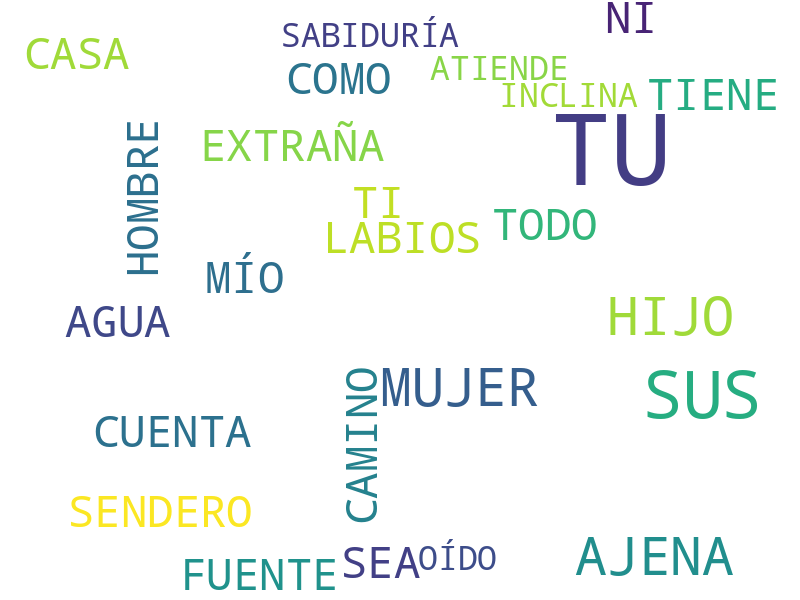 NI
SABIDURÍA
CASA
ATIENDE
COMO
INCLINA
TIENE
EXTRAÑA
TU
HOMBRE
TI
LABIOS
TODO
MÍO
AGUA
HIJO
MUJER
SUS
CAMINO
CUENTA
SENDERO
OÍDO
AJENA
SEA
FUENTE